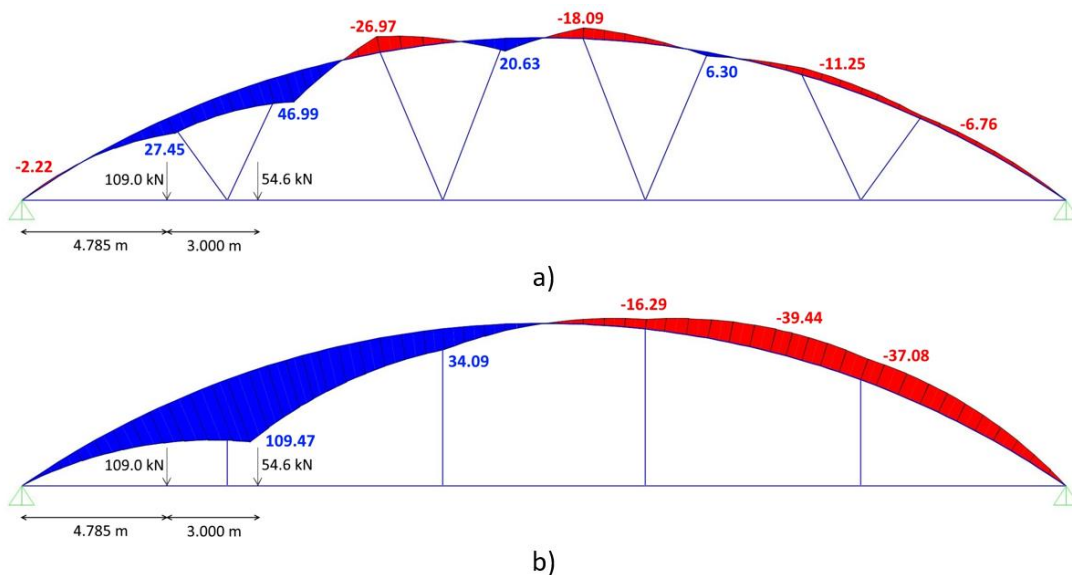 -26.97
-18.09
20.63
6.30
-11.25
46.99
-6.76
27.45
-2.22
109.0 kN
54.6 kN
4.785 m
3.000 m
a)
-16.29
-39.44
-37.08
34.09
109.47
109.0 kN
54.6 kN
4.785 m
3.000 m
b)